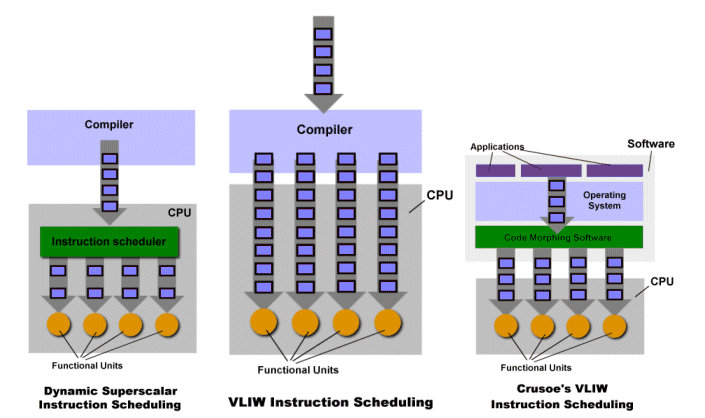 Compiler
CPU
Instruction scheduler
Functional Units
Dynamic Superscalar
Instruction Scheduling
Compiler
CPU
Functional Units
VLIW Instruction Scheduling
Applications
Software
Operating
System
Code Morphing Software
CPU
Functional Units
Crusoe's VLIW
Instruction Scheduling